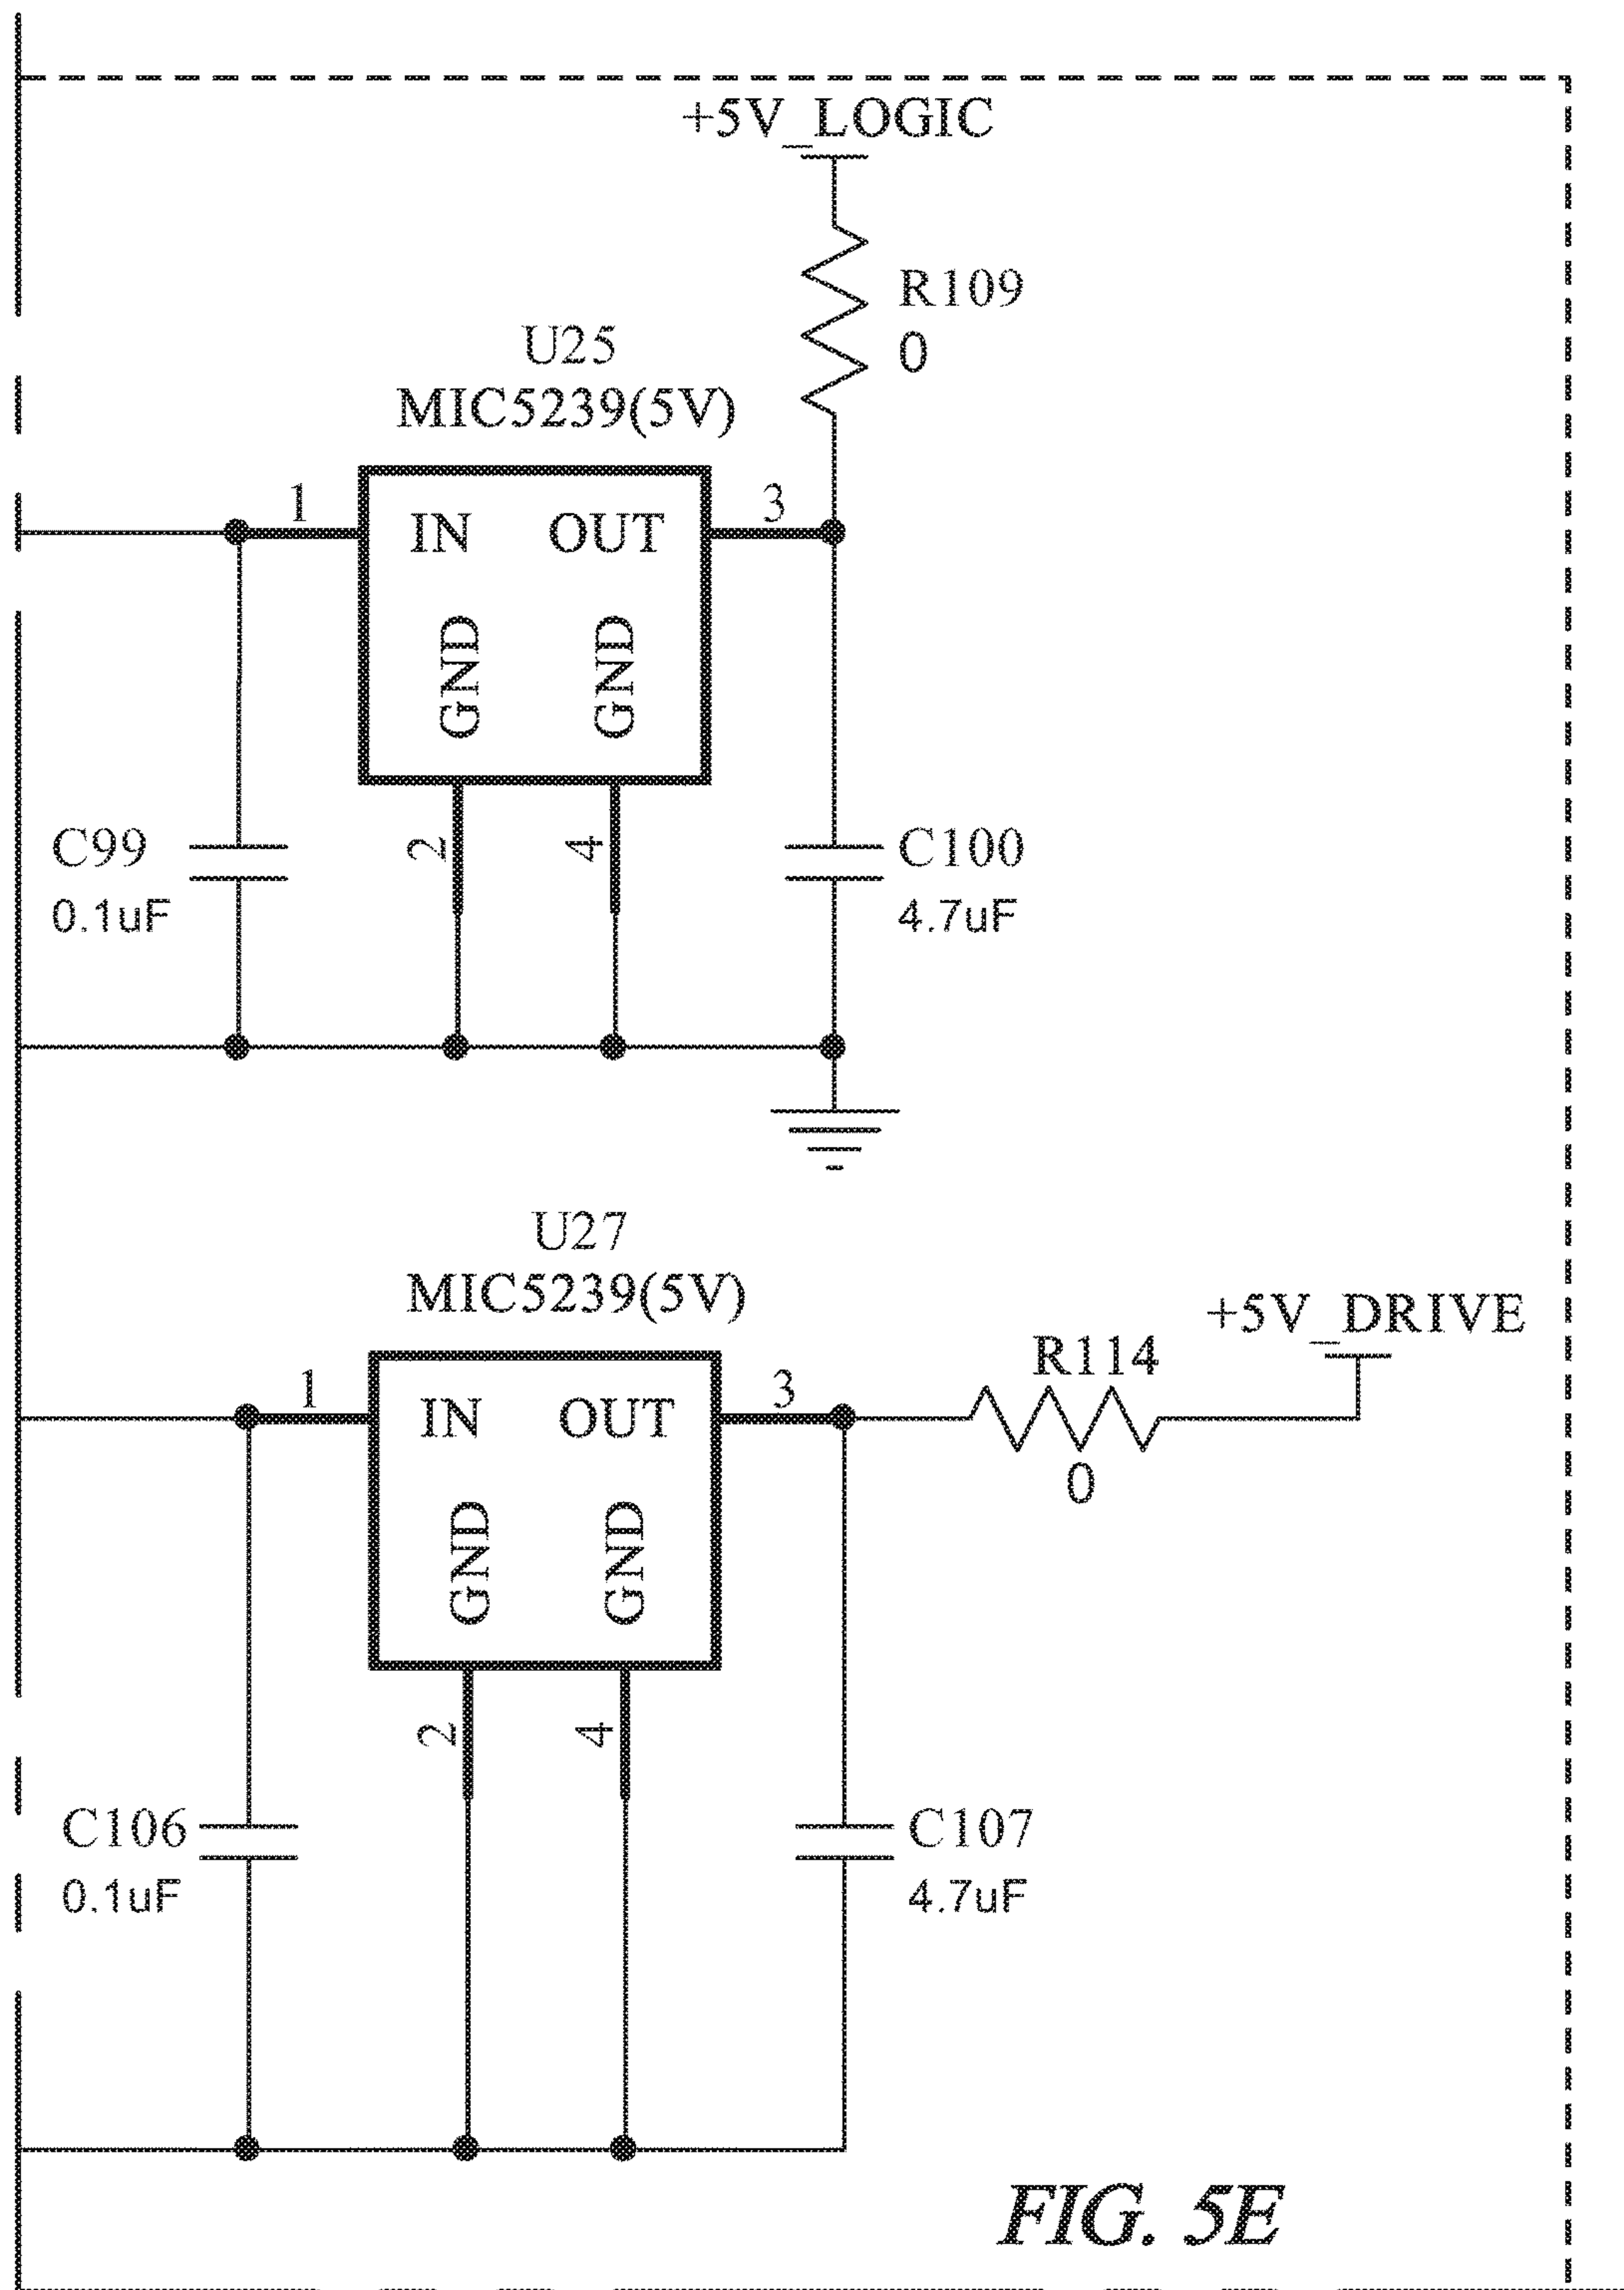 +5V_LOGIC
R109
0
U25
MIC5239(5V)
1
3
IN OUT
GND GND
2
4
C99
0.1uF
C100
4.7uF
U27
MIC5239(5V)
+5V_DRIVE
R114
0
1
3
IN OUT
GND GND
2
4
C106
0.1uF
C107
4.7uF
FIG. 5E